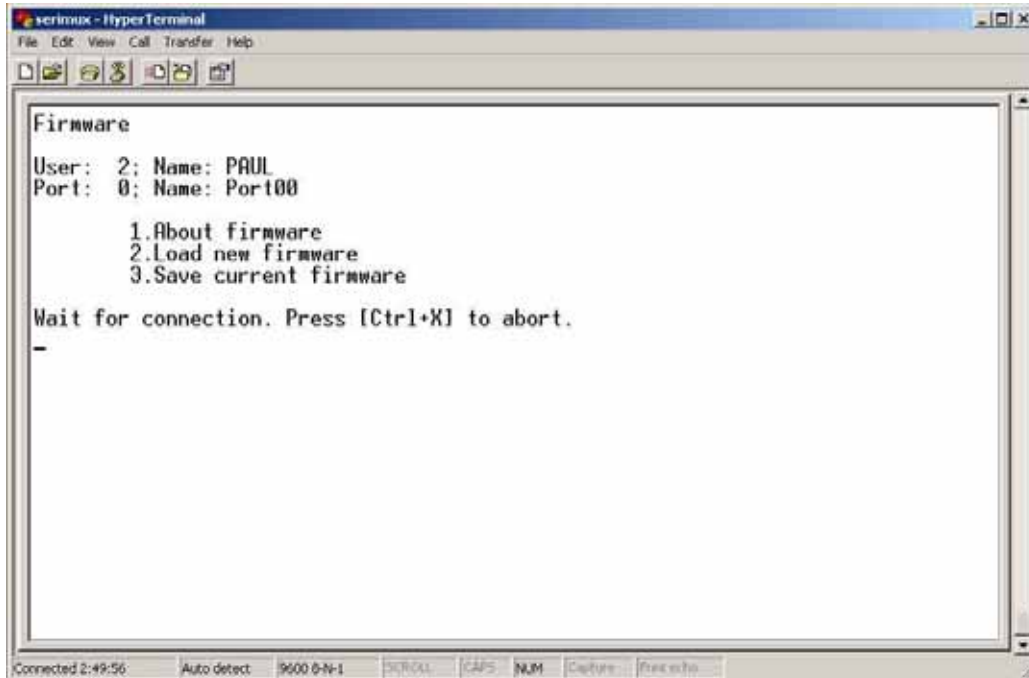 serimux - HyperTerminal
File Edit View Call Transfer Help
Firmware
User: 2; Name: PAUL
Port: 0; Name: Port00
1.About firmware
2.Load new firmware
3.Save current firmware
Wait for connection. Press [Ctrl+X] to abort.
Connected 2:49:56 Auto detect 9600 8-N-1 SCROLL CAPS NUM Capture Print echo